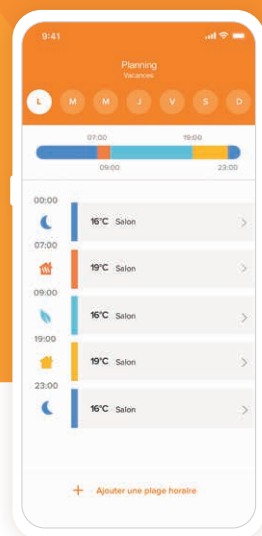 9:41
Planning
Vacances
L M M J V S D
07:00 19:00
09:00 23:00
00:00
16°C Salon
07:00
19°C Salon
09:00
16°C Salon
19:00
19°C Salon
23:00
16°C Salon
+ Ajouter une plage horaire